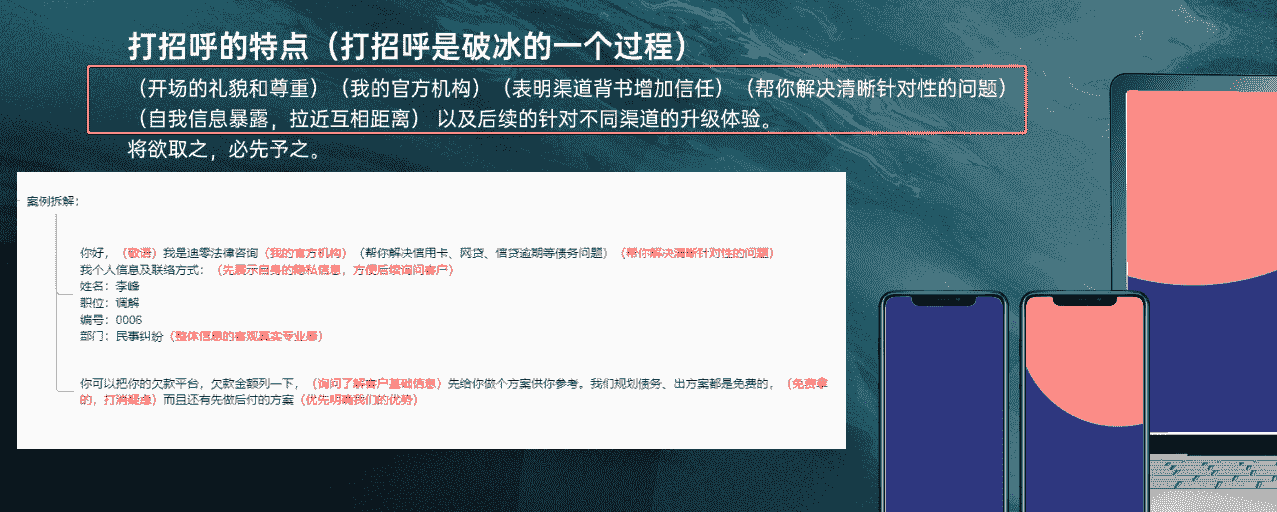 打招呼的特点（打招呼是破冰的一个过程）
（开场的礼貌和尊重）（我的官方机构）（表明渠道背书增加信任）（帮你解决清晰针对性的问题）
（自我信息暴露，拉近互相距离） 以及后续的针对不同渠道的升级体验。
将欲取之，必先予之。
案例拆解：
你好，（敬语）我是迪零法律咨询（我的官方机构）（帮你解决信用卡、网贷、信贷逾期等债务问题）（帮你解决清晰针对性的问题）
我个人信息及联络方式：（先展示自身的隐私信息，方便后续询问客户）
姓名：李峰
职位：调解
编号：0006
部门：民事纠纷（整体信息的客观真实专业感）
你可以把你的欠款平台，欠款金额列一下，（询问了解客户基础信息）先给你做个方案供你参考。我们规划债务、出方案都是免费的，（免费拿
的，打消疑虑）而且还有先做后付的方案（优先明确我们的优势）